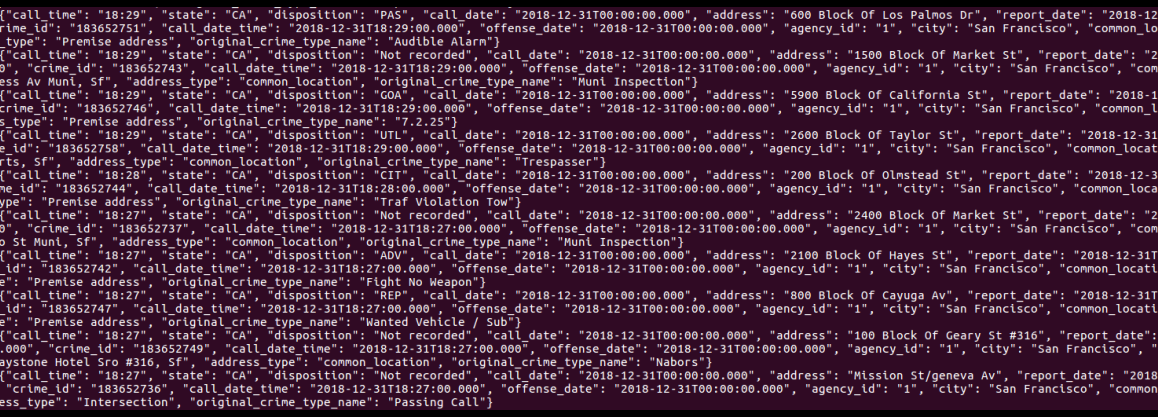 {"call_time": "18:29", "state": "CA", "disposition": "PAS", "call_date": "2018-12-31T00:00:00.000", "address": "600 Block Of Los Palmos Dr", "report_date": "2018-12
rime_id": "183652751", "call_date_time": "2018-12-31T18:29:00.000", "offense_date": "2018-12-31T00:00:00.000", "agency_id": "1", "city": "San Francisco", "common_lo
_type": "Premise address", "original_crime_type_name": "Audible Alarm"}
{"call_time": "18:29", "state": "CA", "disposition": "Not recorded", "call_date": "2018-12-31T00:00:00.000", "address": "1500 Block Of Market St", "report_date": "2
0", "crime_id": "183652743", "call_date_time": "2018-12-31T18:29:00.000", "offense_date": "2018-12-31T00:00:00.000", "agency_id": "1", "city": "San Francisco", "com
ess Av Muni, Sf", "address_type": "common_location", "original_crime_type_name": "Muni Inspection"}
{"call_time": "18:29", "state": "CA", "disposition": "GOA", "call_date": "2018-12-31T00:00:00.000", "address": "5900 Block Of California St", "report_date": "2018-1
crime_id": "183652746", "call_date_time": "2018-12-31T18:29:00.000", "offense_date": "2018-12-31T00:00:00.000", "agency_id": "1", "city": "San Francisco", "common_l
s_type": "Premise address", "original_crime_type_name": "7.2.25"}
{"call_time": "18:29", "state": "CA", "disposition": "UTL", "call_date": "2018-12-31T00:00:00.000", "address": "2600 Block Of Taylor St", "report_date": "2018-12-31
e_id": "183652758", "call_date_time": "2018-12-31T18:29:00.000", "offense_date": "2018-12-31T00:00:00.000", "agency_id": "1", "city": "San Francisco", "common_locat
rts, Sf", "address_type": "common_location", "original_crime_type_name": "Trespasser"}
{"call_time": "18:28", "state": "CA", "disposition": "CIT", "call_date": "2018-12-31T00:00:00.000", "address": "200 Block Of Olmstead St", "report_date": "2018-12-3
me_id": "183652744", "call_date_time": "2018-12-31T18:28:00.000", "offense_date": "2018-12-31T00:00:00.000", "agency_id": "1", "city": "San Francisco", "common_loca
ype": "Premise address", "original_crime_type_name": "Traf Violation Tow"}
{"call_time": "18:27", "state": "CA", "disposition": "Not recorded", "call_date": "2018-12-31T00:00:00.000", "address": "2400 Block Of Market St", "report_date": "2
0", "crime_id": "183652737", "call_date_time": "2018-12-31T18:27:00.000", "offense_date": "2018-12-31T00:00:00.000", "agency_id": "1", "city": "San Francisco", "com
o St Muni, Sf", "address_type": "common_location", "original_crime_type_name": "Muni Inspection"}
{"call_time": "18:27", "state": "CA", "disposition": "ADV", "call_date": "2018-12-31T00:00:00.000", "address": "2100 Block Of Hayes St", "report_date": "2018-12-31T
_id": "183652742", "call_date_time": "2018-12-31T18:27:00.000", "offense_date": "2018-12-31T00:00:00.000", "agency_id": "1", "city": "San Francisco", "common_locati
e": "Premise address", "original_crime_type_name": "Fight No Weapon"}
{"call_time": "18:27", "state": "CA", "disposition": "REP", "call_date": "2018-12-31T00:00:00.000", "address": "800 Block Of Cayuga Av", "report_date": "2018-12-31T
_id": "183652747", "call_date_time": "2018-12-31T18:27:00.000", "offense_date": "2018-12-31T00:00:00.000", "agency_id": "1", "city": "San Francisco", "common_locati
e": "Premise address", "original_crime_type_name": "Wanted Vehicle / Sub"}
{"call_time": "18:27", "state": "CA", "disposition": "Not recorded", "call_date": "2018-12-31T00:00:00.000", "address": "100 Block Of Geary St #316", "report_date":
.000", "crime_id": "183652749", "call_date_time": "2018-12-31T18:27:00.000", "offense_date": "2018-12-31T00:00:00.000", "agency_id": "1", "city": "San Francisco", "
aystone Hotel Sro #316, Sf", "address_type": "common_location", "original_crime_type_name": "Nabors"}
{"call_time": "18:27", "state": "CA", "disposition": "Not recorded", "call_date": "2018-12-31T00:00:00.000", "address": "Mission St/geneva Av", "report_date": "2018
 crime_id": "183652736", "call_date_time": "2018-12-31T18:27:00.000", "offense_date": "2018-12-31T00:00:00.000", "agency_id": "1", "city": "San Francisco", "common_
ess_type": "Intersection", "original_crime_type_name": "Passing Call"}